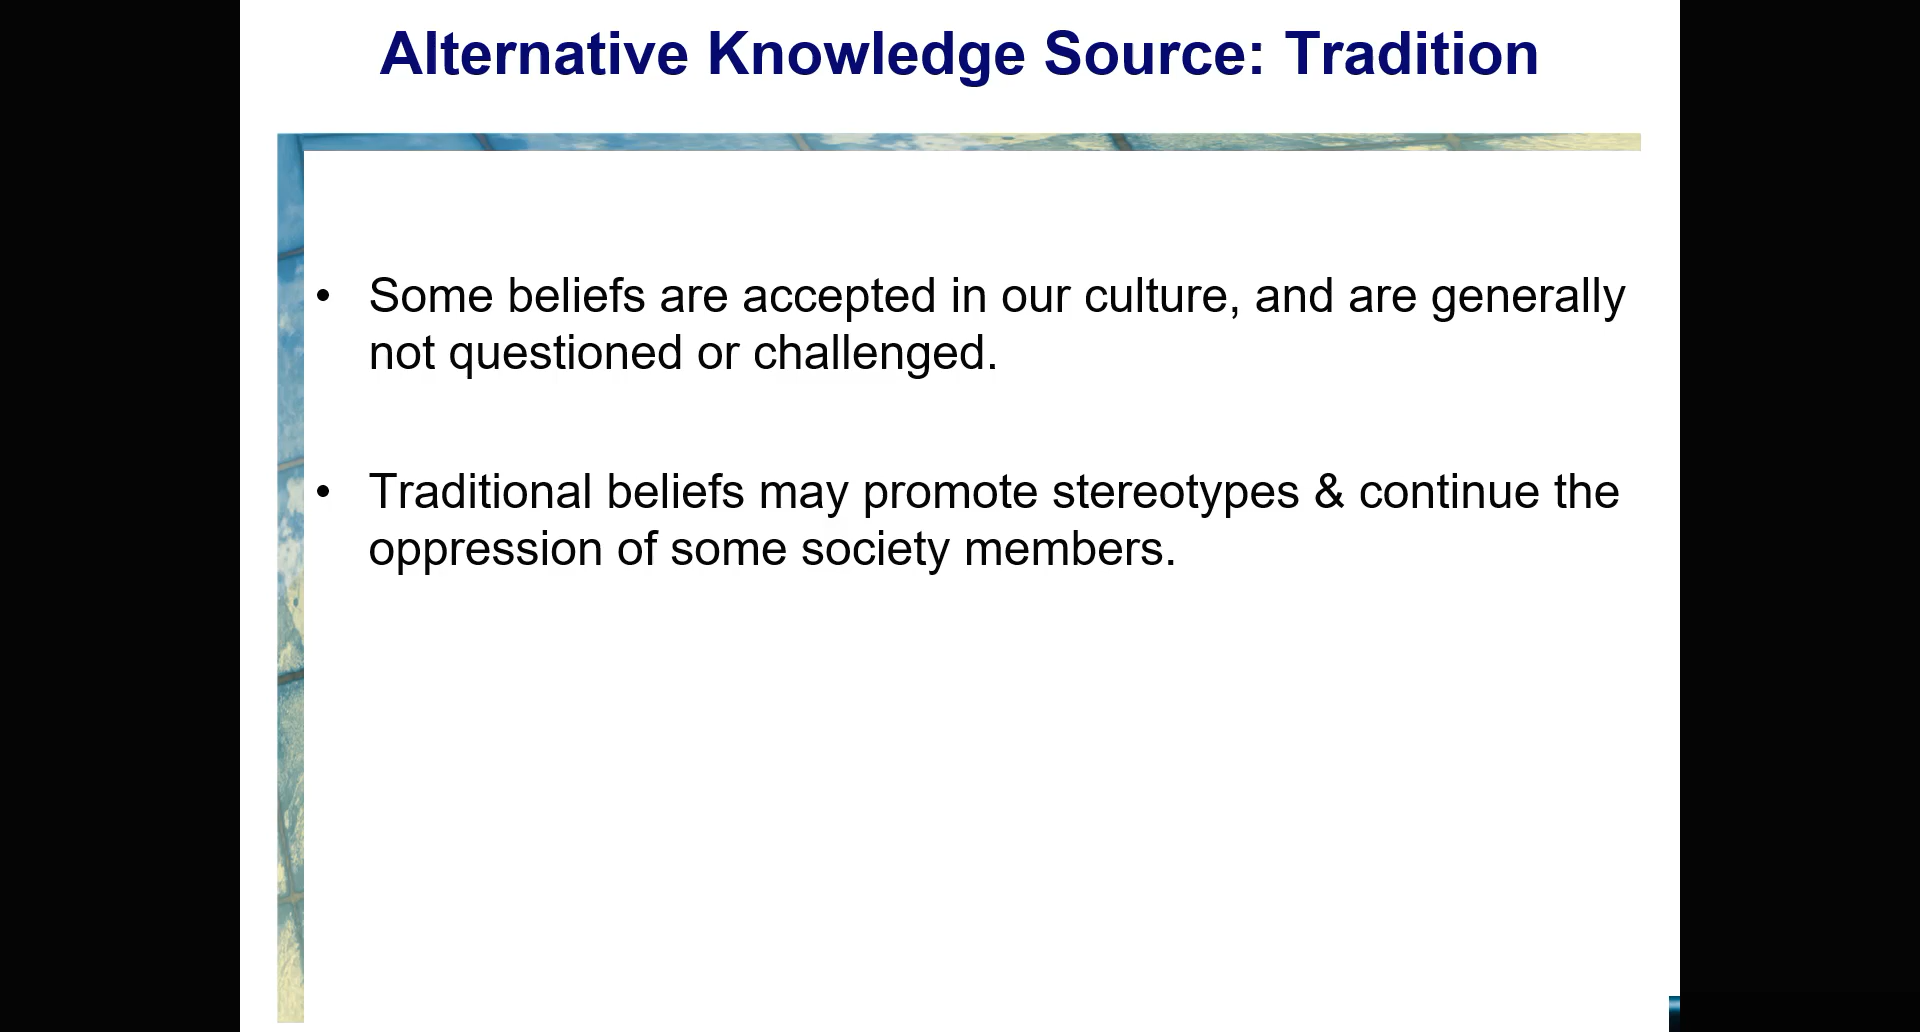 Alternative Knowledge Source: Tradition
• Some beliefs are accepted in our culture, and are generally
not questioned or challenged.
• Traditional beliefs may promote stereotypes & continue the
oppression of some society members.